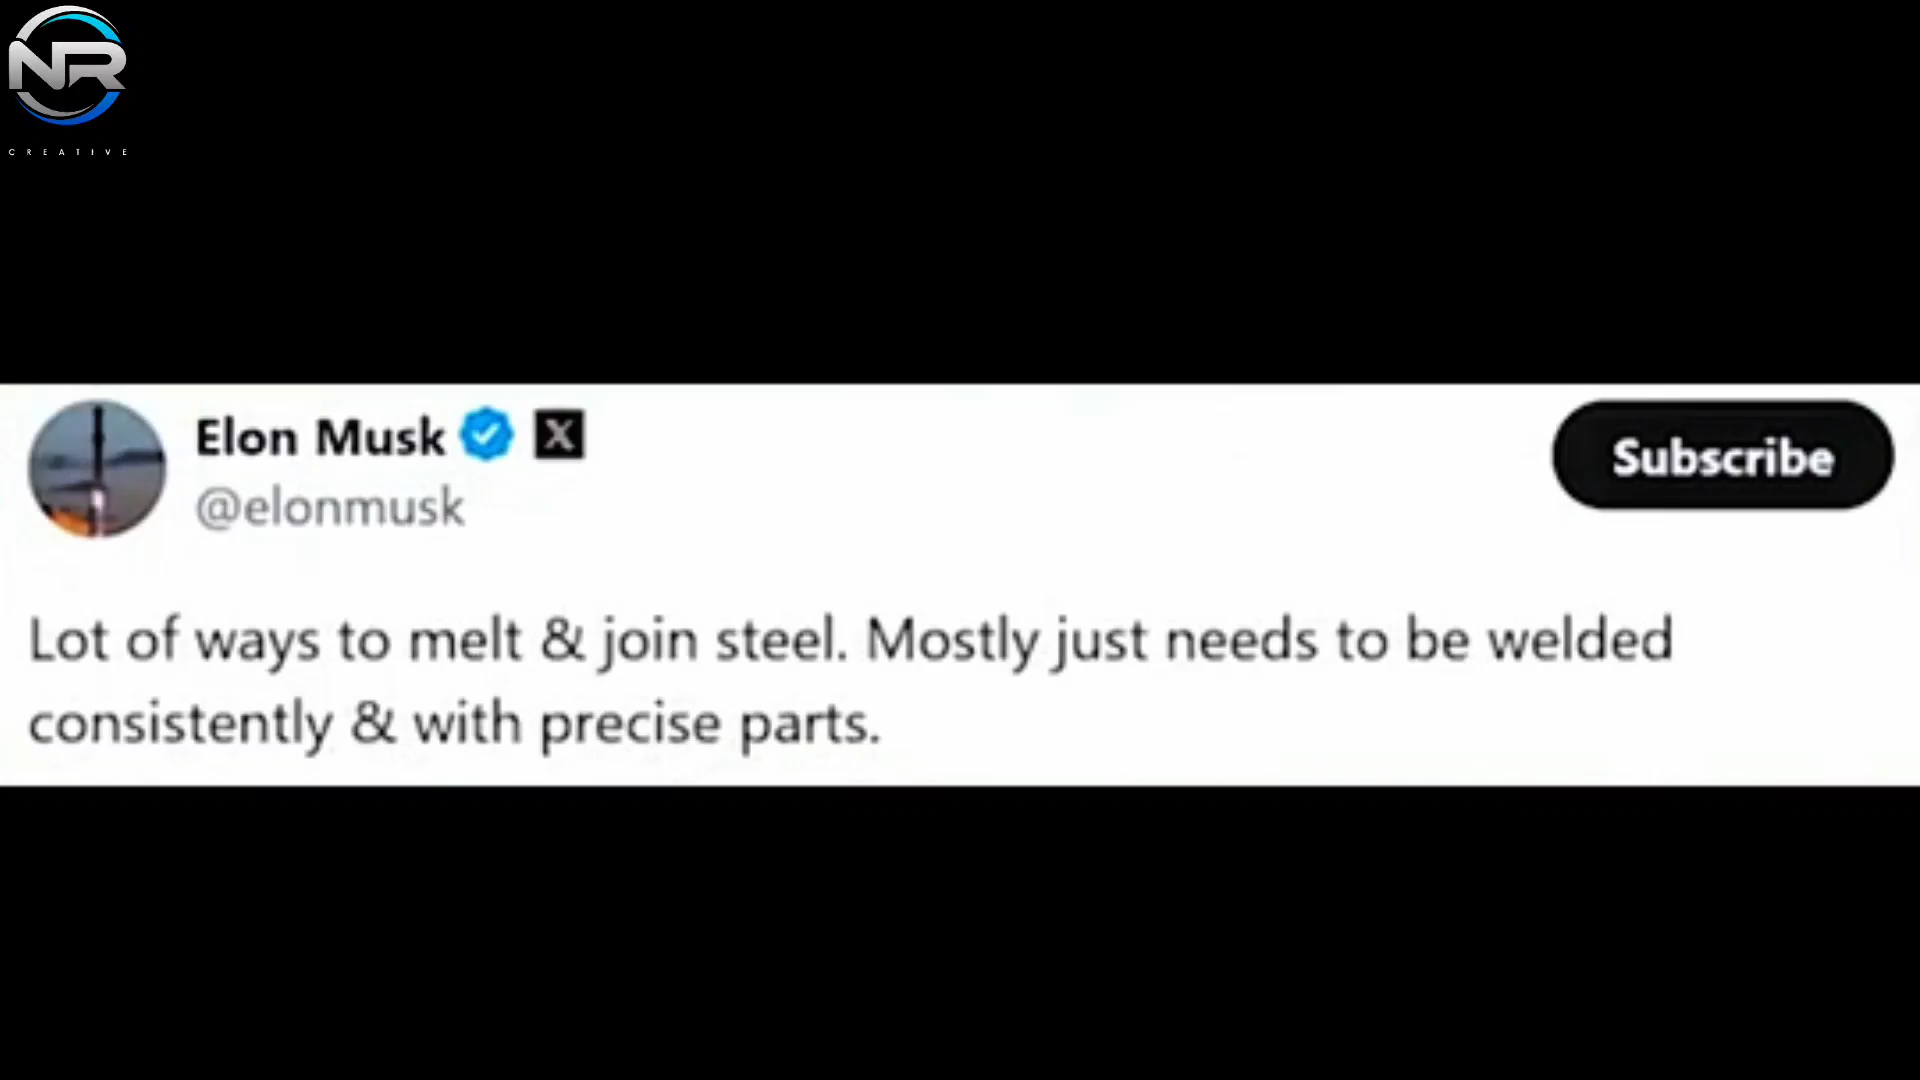 NR
CREATIVE
Elon Musk X
@elonmusk
Subscribe
Lot of ways to melt & join steel. Mostly just needs to be welded
consistently & with precise parts.